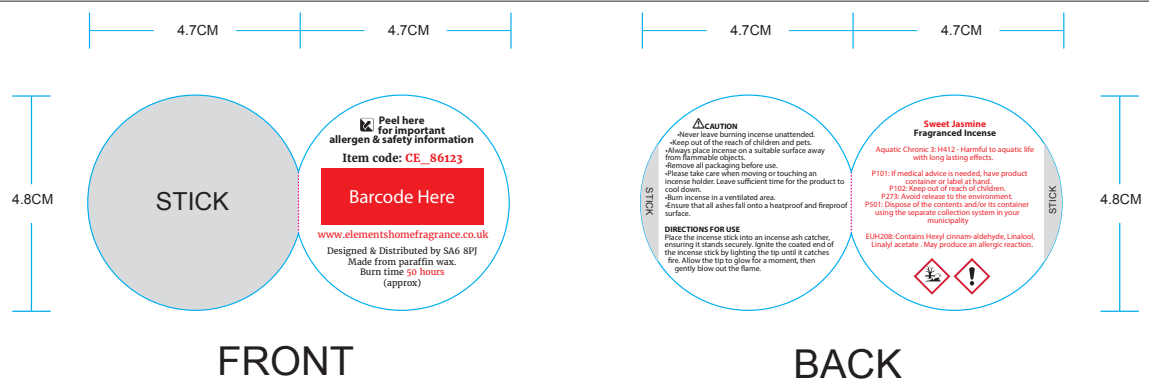 4.7CM
4.7CM
4.8CM
STICK
Peel here
for important
allergen & safety information
Item code: CE_86123
Barcode Here
www.elementshomefragrance.co.uk
Designed & Distributed by SA6 8PJ
Made from paraffin wax.
Burn time 50 hours
(approx)
FRONT
4.7CM
4.7CM
4.8CM
STICK
CAUTION
•Never leave burning incense unattended.
•Keep out of the reach of children and pets.
•Always place incense on a suitable surface away
from flammable objects.
•Remove all packaging before use.
•Please take care when moving or touching an
incense holder. Leave sufficient time for the product to
cool down.
•Burn incense in a ventilated area.
•Ensure that all ashes fall onto a heatproof and fireproof
surface.
DIRECTIONS FOR USE
Place the incense stick into an incense ash catcher,
ensuring it stands securely. Ignite the coated end of
the incense stick by lighting the tip until it catches
fire. Allow the tip to glow for a moment, then
gently blow out the flame.
Sweet Jasmine
Fragranced Incense
Aquatic Chronic 3: H412 - Harmful to aquatic life
with long lasting effects.
P101: If medical advice is needed, have product
container or label at hand.
P102: Keep out of reach of children.
P273: Avoid release to the environment.
P501: Dispose of the contents and/or its container
using the separate collection system in your
municipality
EUH208: Contains Hexyl cinnam-aldehyde, Linalool,
Linalyl acetate . May produce an allergic reaction.
STICK
BACK